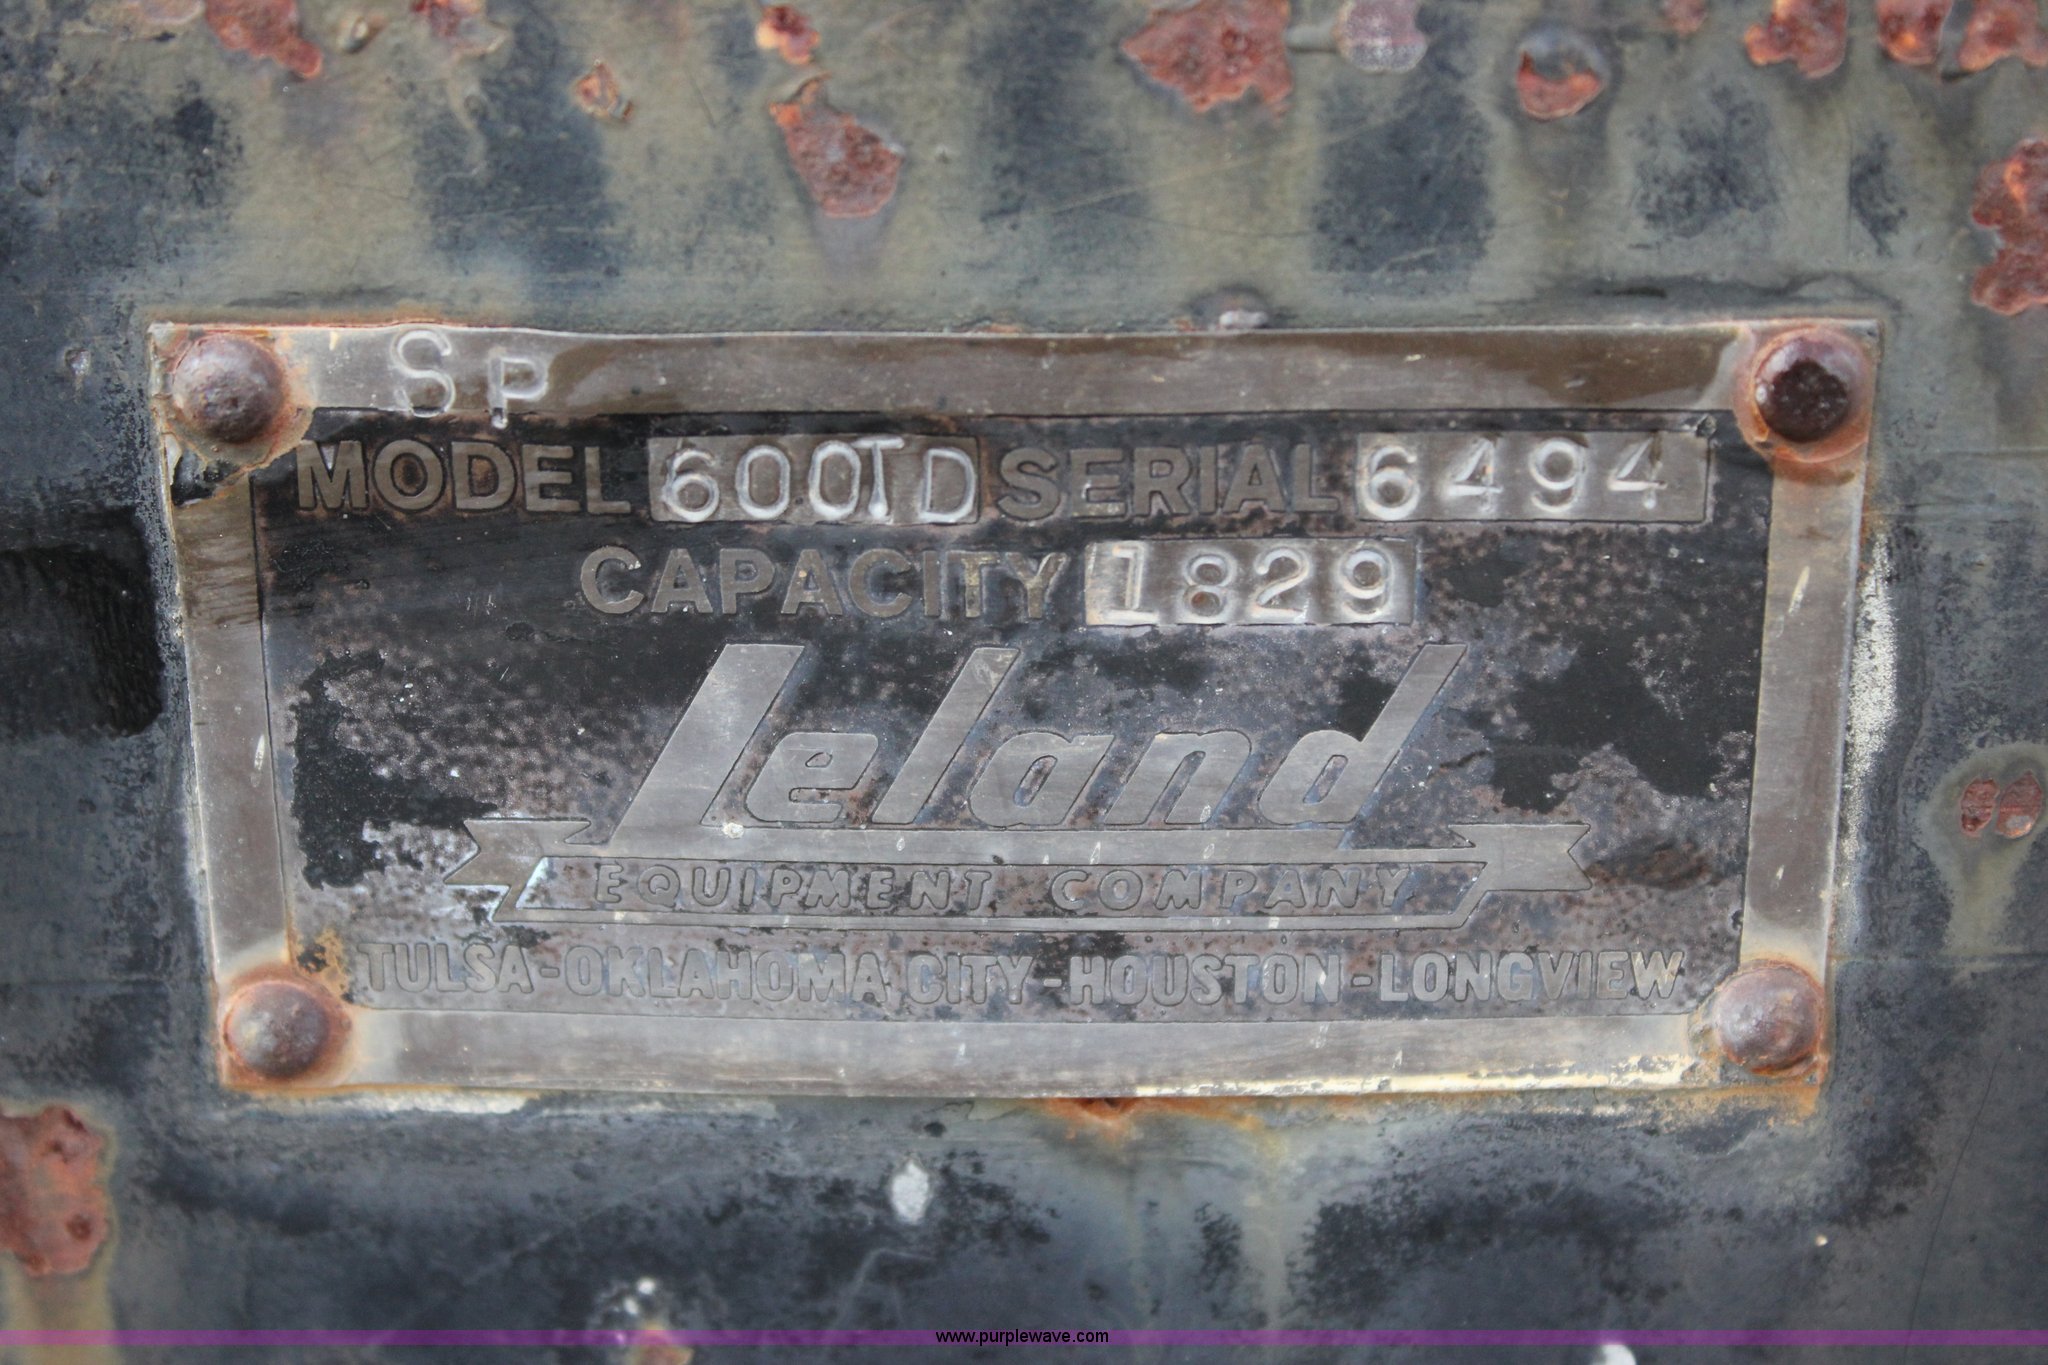 SP
MODEL 600TD SERIAL 6494
CAPACITY 1829
Leland
EQUIPMENT COMPANY
TULSA-OKLAHOMA CITY-HOUSTON-LONGVIEW
www.purplewave.com